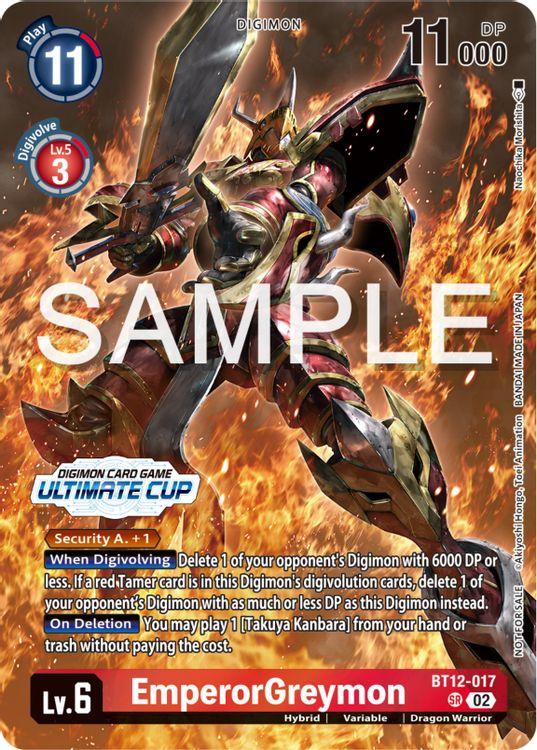 Play
11
DIGIMON
11000
DP
Digivolve
Lv.5
3
Naochika Morishita
SAMPLE
©Akiyoshi Hongo, Toei Animation BANDAI MADE IN JAPAN
NOT FOR SALE
DIGIMON CARD GAME
ULTIMATE CUP
Security A. +1
When Digivolving Delete 1 of your opponent's Digimon with 6000 DP or
less. If a red Tamer card is in this Digimon's digivolution cards, delete 1 of
your opponent's Digimon with as much or less DP as this Digimon instead.
On Deletion You may play 1 [Takuya Kanbara] from your hand or
trash without paying the cost.
Lv.6
EmperorGreymon
BT12-017
SR 02
Hybrid | Variable | Dragon Warrior